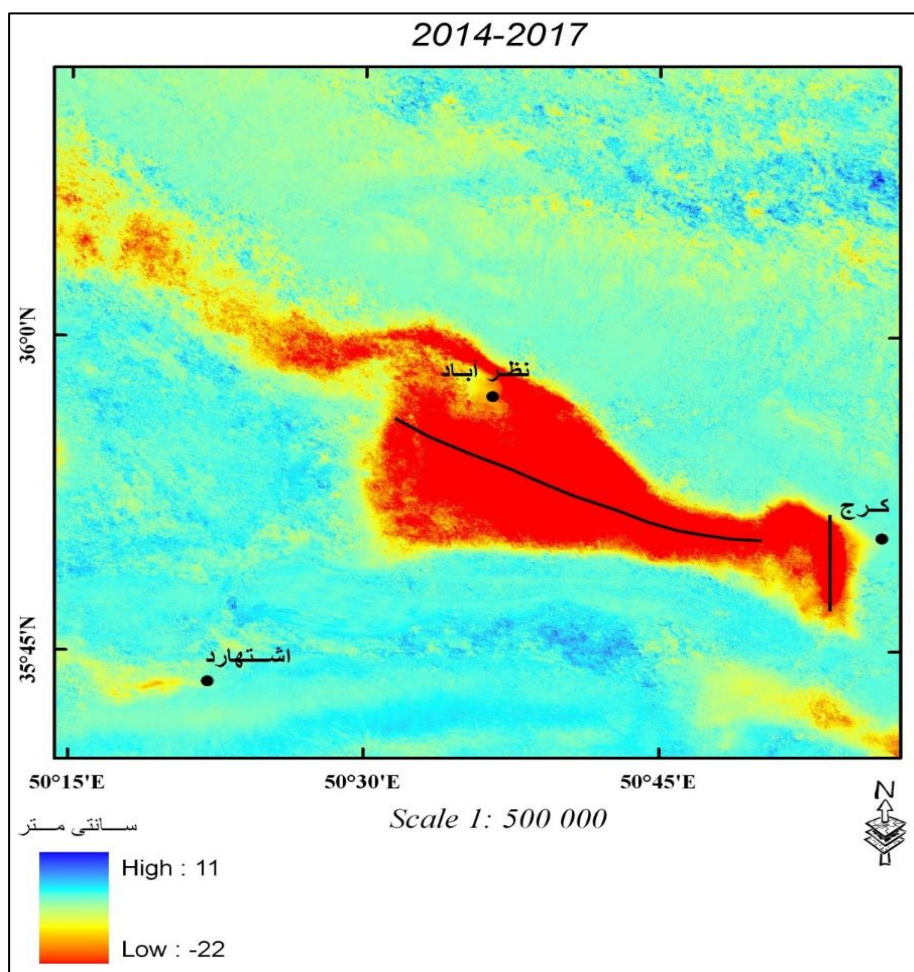 2014-2017
36°0'N
نظر اباد
کرج
35°45'N
اشتهارد
50°15'E
50°30'E
50°45'E
Scale 1: 500 000
N
سانتی متر
High : 11
Low : -22